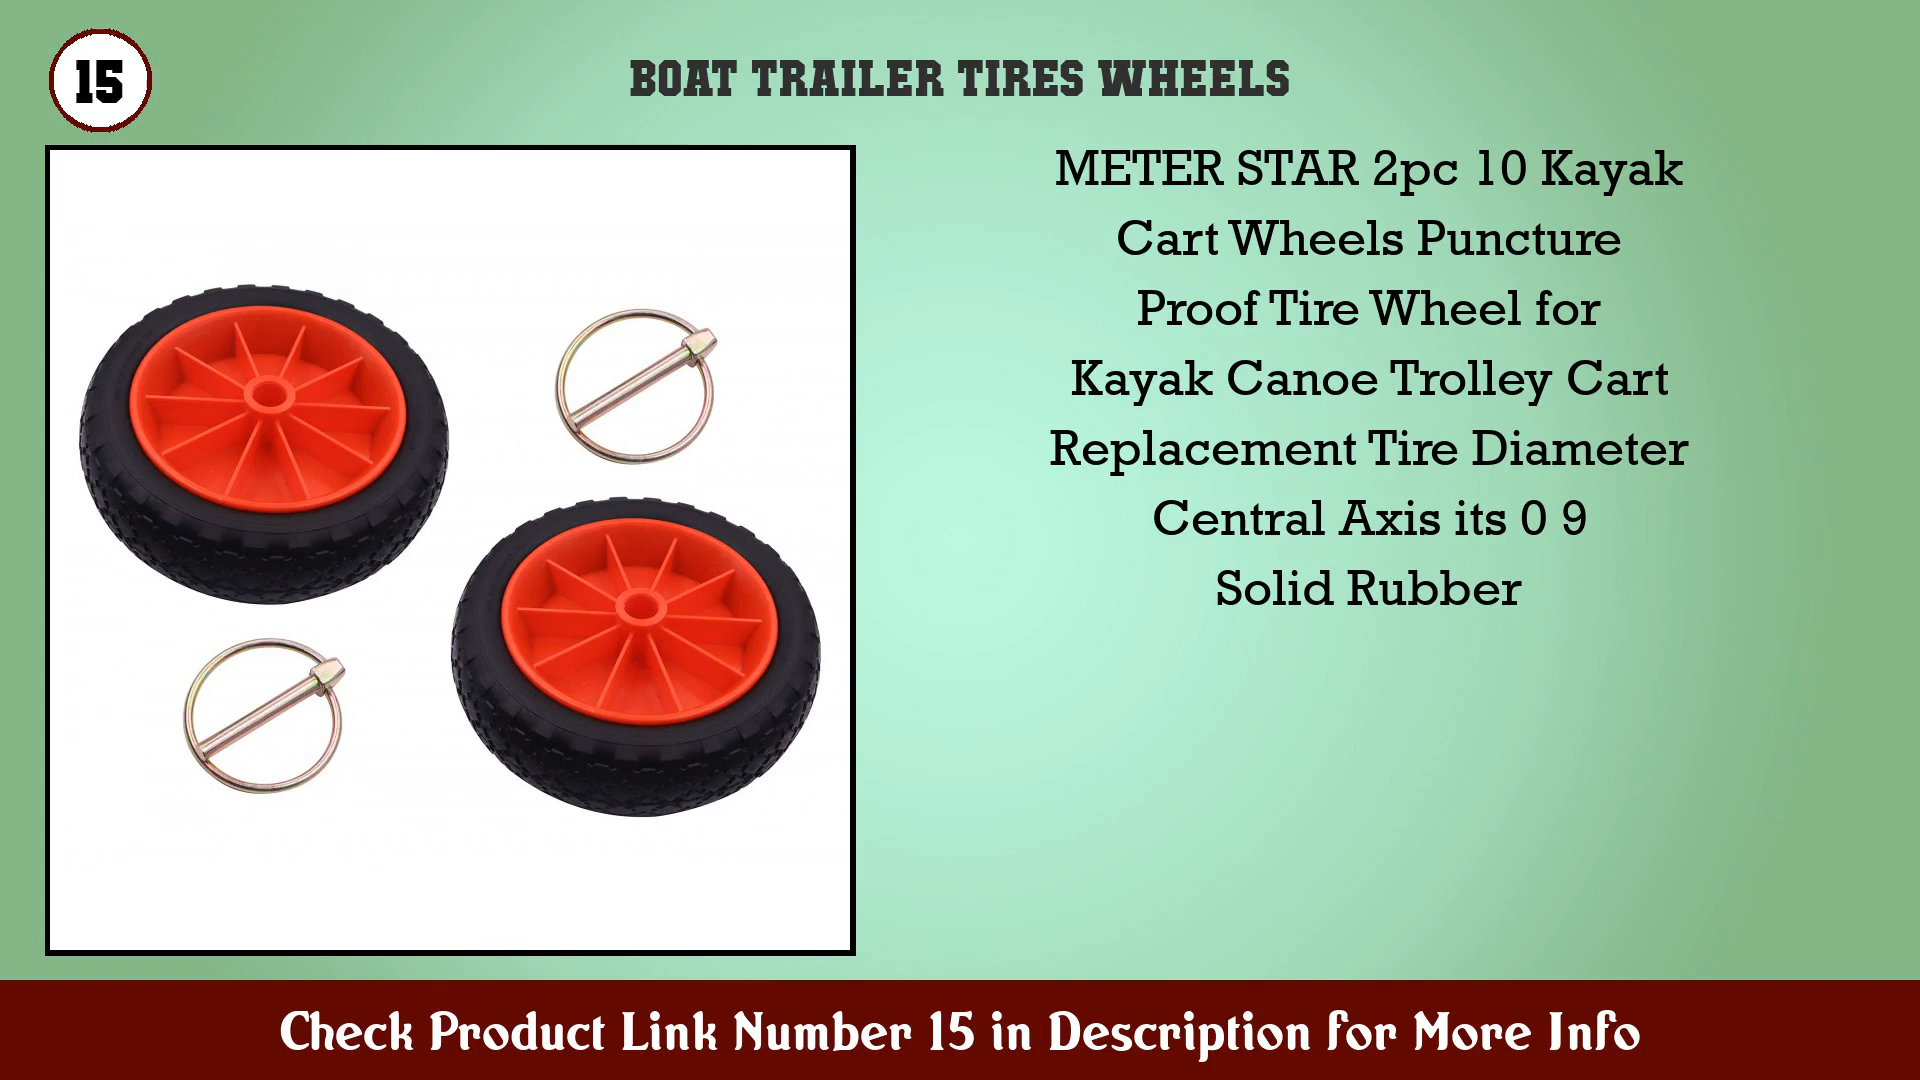 15
BOAT TRAILER TIRES WHEELS
METER STAR 2pc 10 Kayak
Cart Wheels Puncture
Proof Tire Wheel for
Kayak Canoe Trolley Cart
Replacement Tire Diameter
Central Axis its 0 9
Solid Rubber
Check Product Link Number 15 in Description for More Info